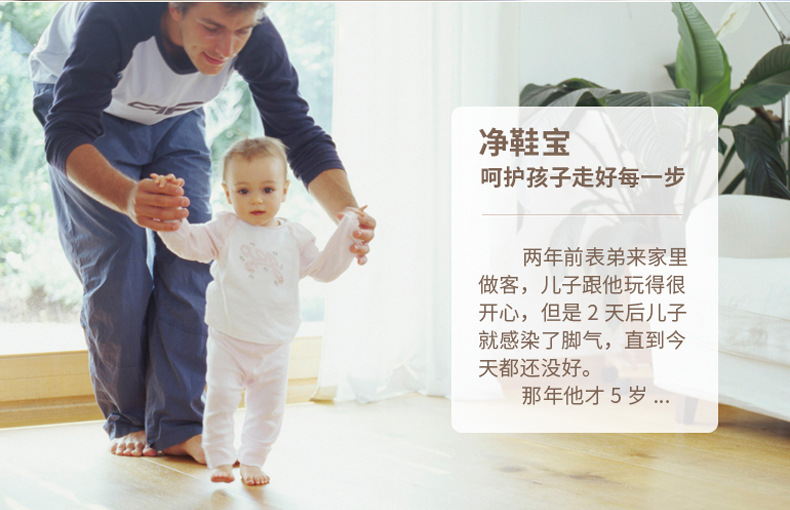 净鞋宝
呵护孩子走好每一步
两年前表弟来家里
做客，儿子跟他玩得很
开心，但是 2 天后儿子
就感染了脚气，直到今
天都还没好。
那年他才 5 岁 ...